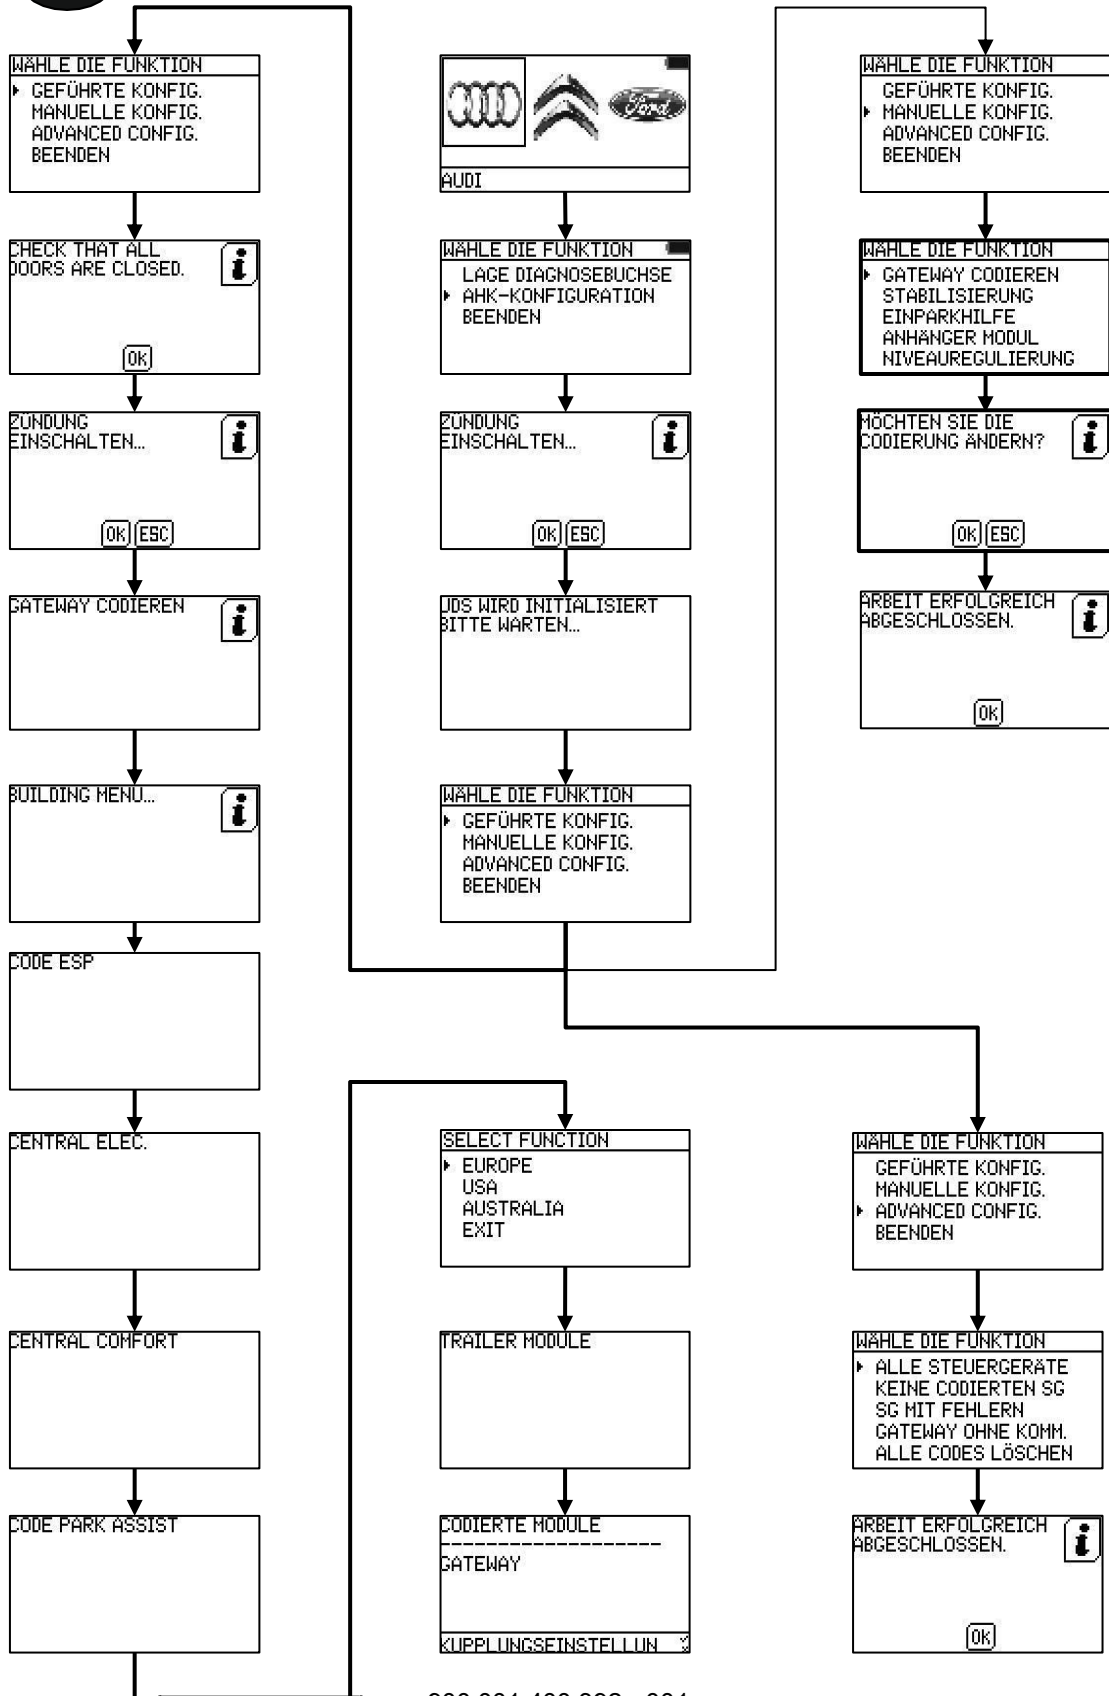 WÄHLE DIE FUNKTION
GEFÜHRTE KONFIG.
MANUELLE KONFIG.
ADVANCED CONFIG.
BEENDEN
CHECK THAT ALL
DOORS ARE CLOSED.
OK
ZÜNDUNG
EINSCHALTEN...
OK ESC
GATEWAY CODIEREN
BUILDING MENU...
CODE ESP
CENTRAL ELEC.
CENTRAL COMFORT
CODE PARK ASSIST
Ford
AUDI
WÄHLE DIE FUNKTION
LAGE DIAGNOSEBUCHSE
AHK-KONFIGURATION
BEENDEN
ZÜNDUNG
EINSCHALTEN...
OK ESC
UDS WIRD INITIALISIERT
BITTE WARTEN...
WÄHLE DIE FUNKTION
GEFÜHRTE KONFIG.
MANUELLE KONFIG.
ADVANCED CONFIG.
BEENDEN
SELECT FUNCTION
EUROPE
USA
AUSTRALIA
EXIT
TRAILER MODULE
CODIERTE MODULE
--------------------
GATEWAY
KUPPLUNGSEINSTELLUN
WÄHLE DIE FUNKTION
GEFÜHRTE KONFIG.
MANUELLE KONFIG.
ADVANCED CONFIG.
BEENDEN
WÄHLE DIE FUNKTION
GATEWAY CODIEREN
STABILISIERUNG
EINPARKHILFE
ANHÄNGER MODUL
NIVEAUREGULIERUNG
MÖCHTEN SIE DIE
CODIERUNG ÄNDERN?
OK ESC
ARBEIT ERFOLGREICH
ABGESCHLOSSEN.
OK
WÄHLE DIE FUNKTION
GEFÜHRTE KONFIG.
MANUELLE KONFIG.
ADVANCED CONFIG.
BEENDEN
WÄHLE DIE FUNKTION
ALLE STEUERGERÄTE
KEINE CODIERTEN SG
SG MIT FEHLERN
GATEWAY OHNE KOMM.
ALLE CODES LÖSCHEN
ARBEIT ERFOLGREICH
ABGESCHLOSSEN.
OK